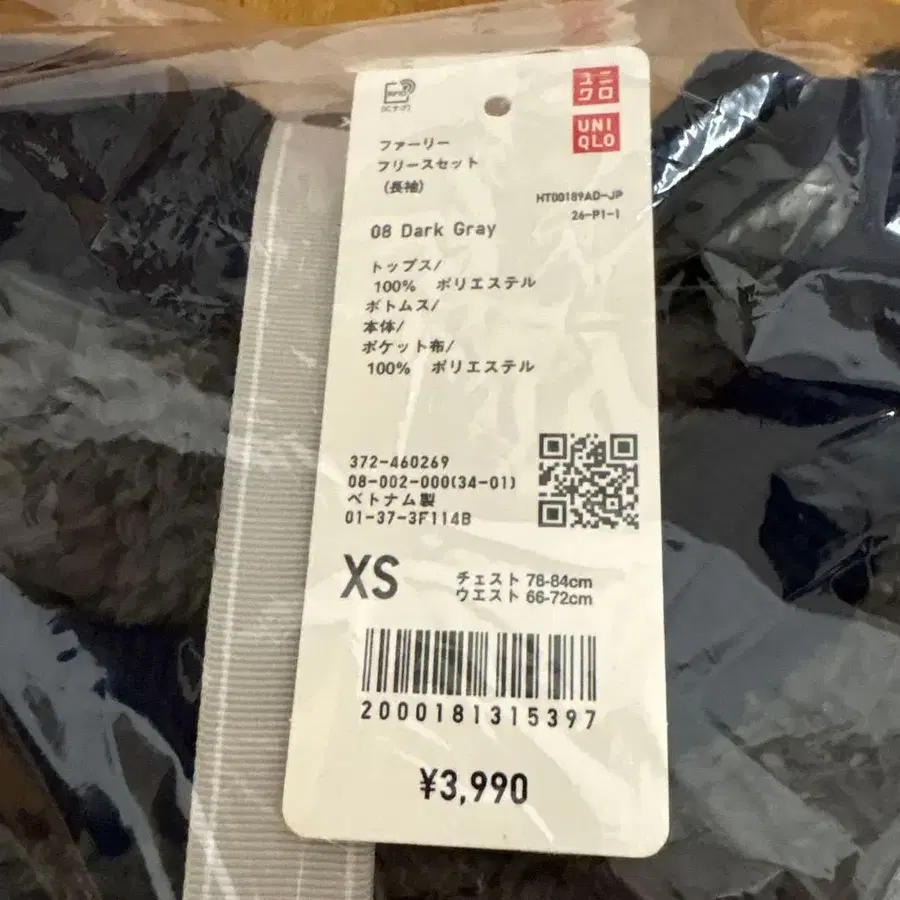 ユニ
クロ
UNI
QLO
ファーリー
フリースセット
(長袖)
HT00189AD-JP
26-P1-1
08 Dark Gray
トップス/
100% ポリエステル
ボトムス/
本体/
ポケット布/
100% ポリエステル
372-460269
08-002-000(34-01)
ベトナム製
01-37-3F114B
XS
チェスト 78-84cm
ウエスト 66-72cm
2000181315397
¥3,990